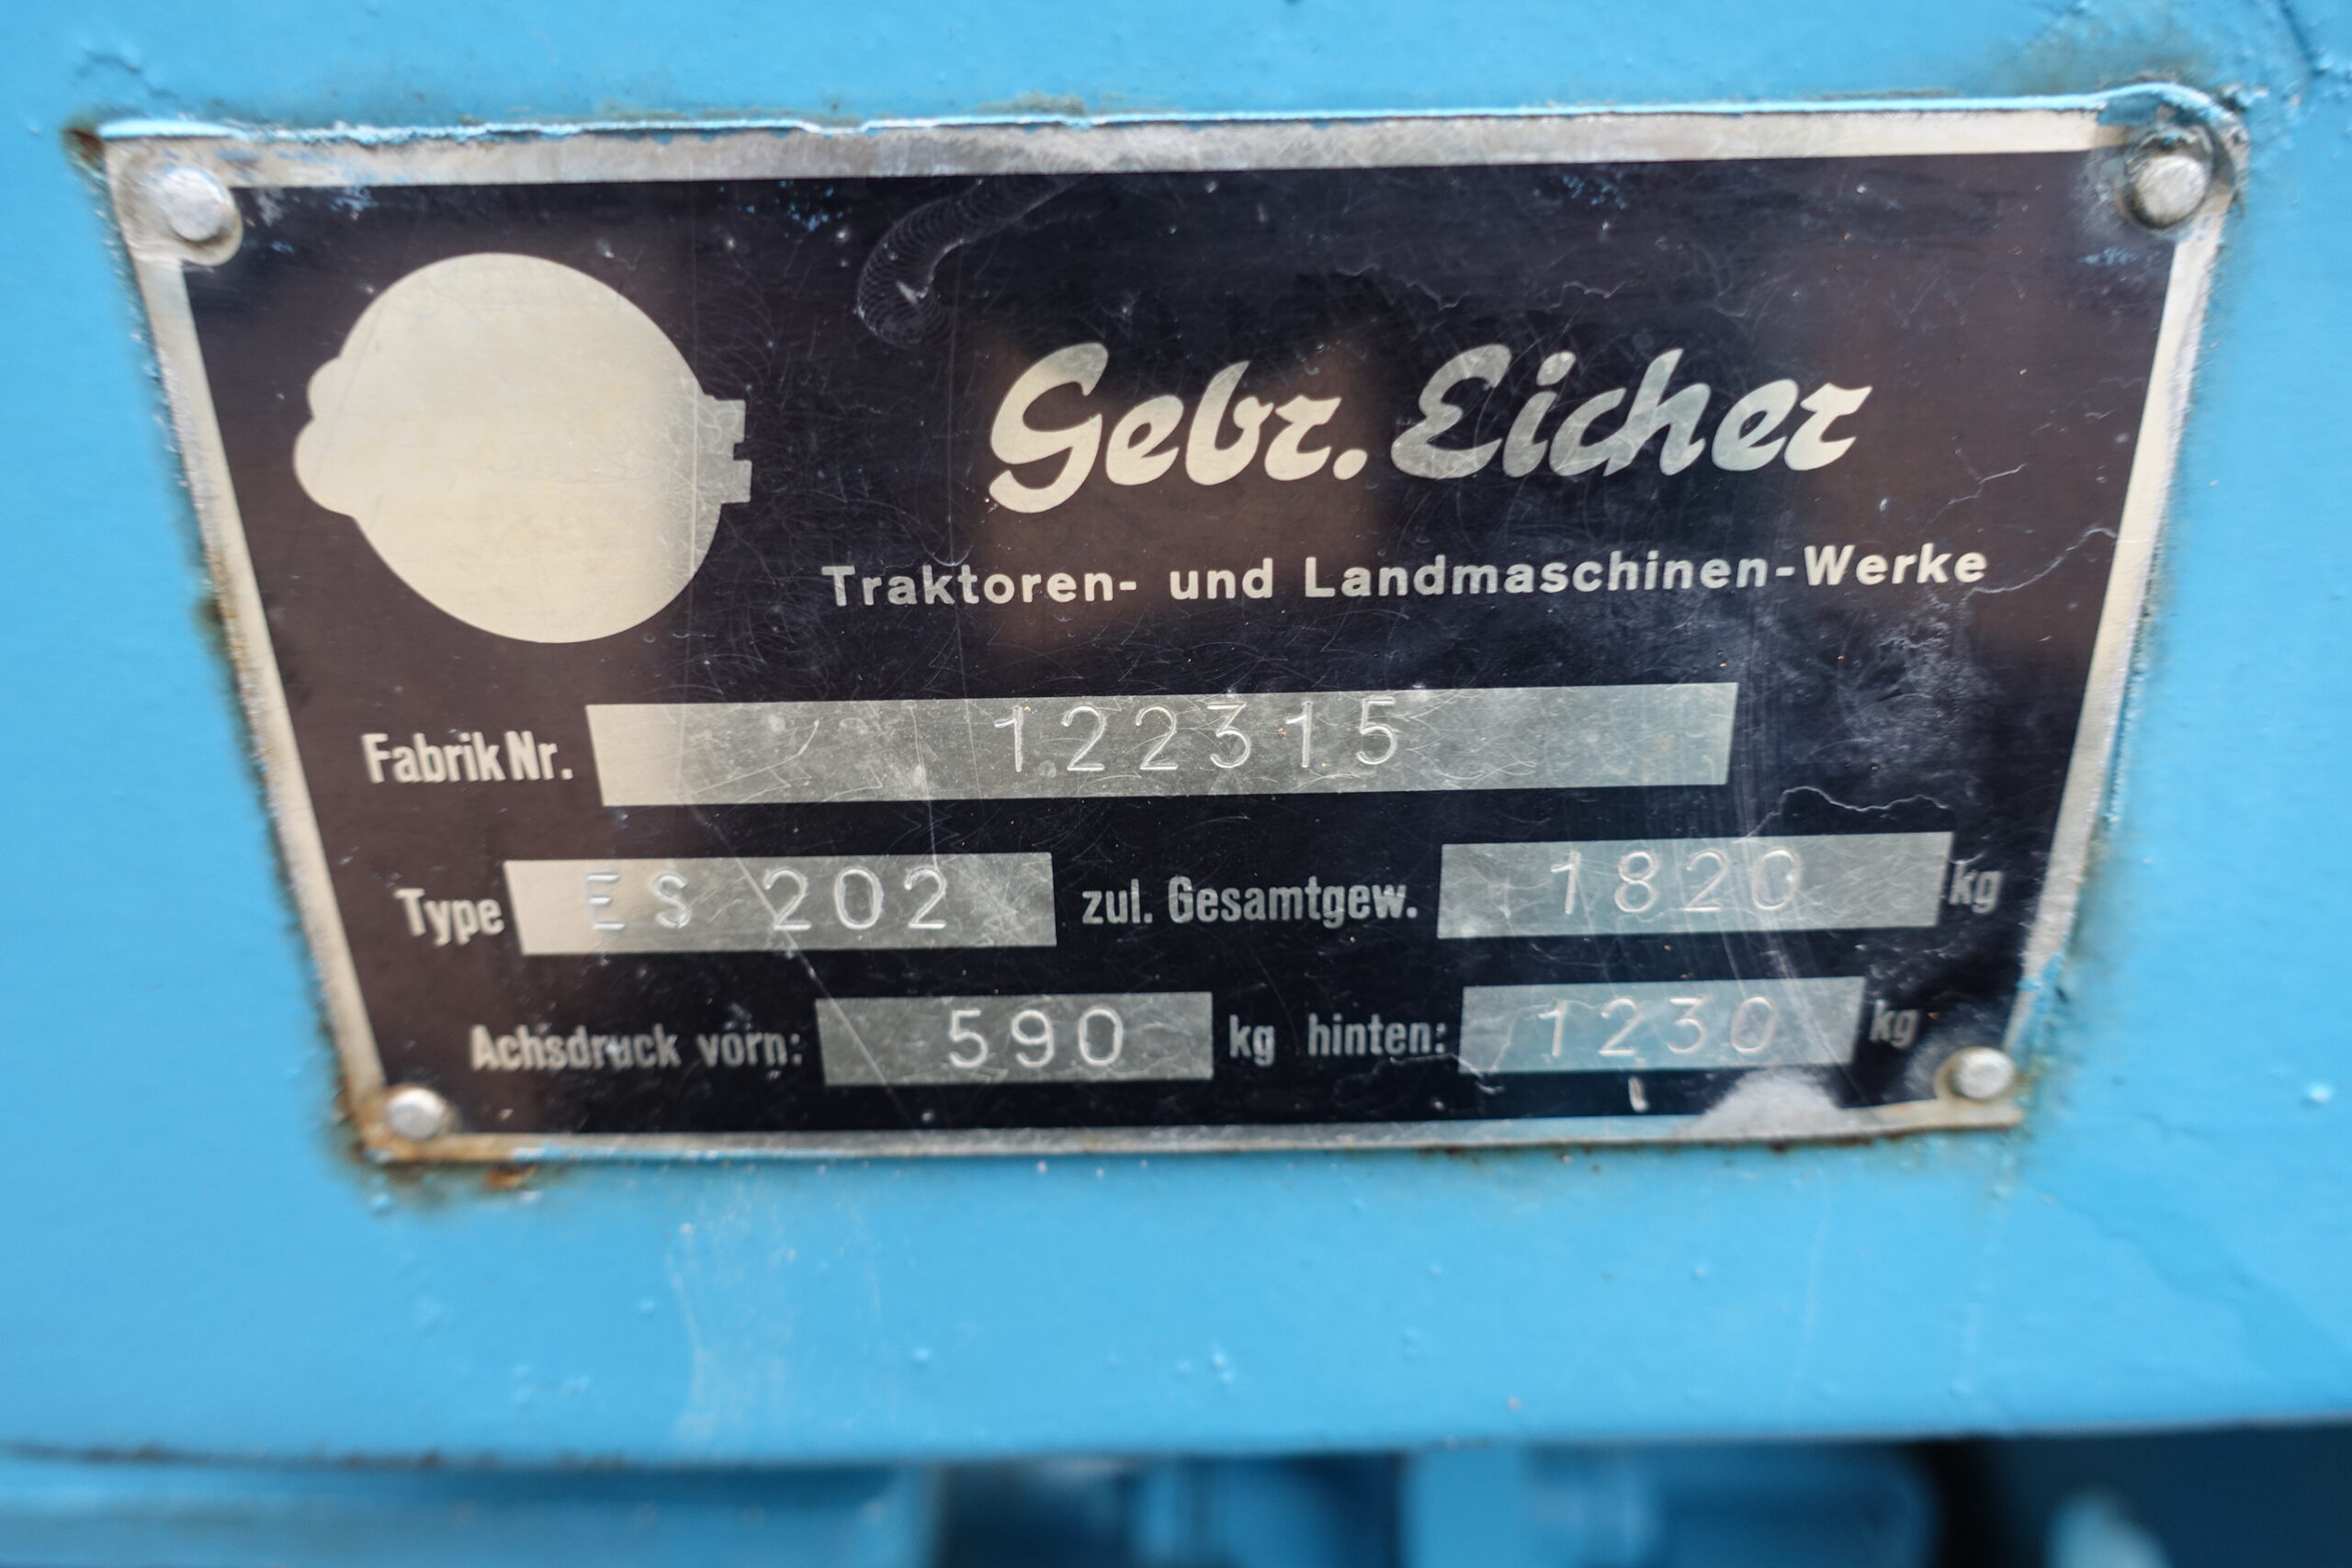 Gebr. Eicher
Traktoren- und Landmaschinen-Werke
Fabrik Nr. 122315
Type ES 202 zul. Gesamtgew. 1820 kg
Achsdruck vorn: 590 kg hinten: 1230 kg